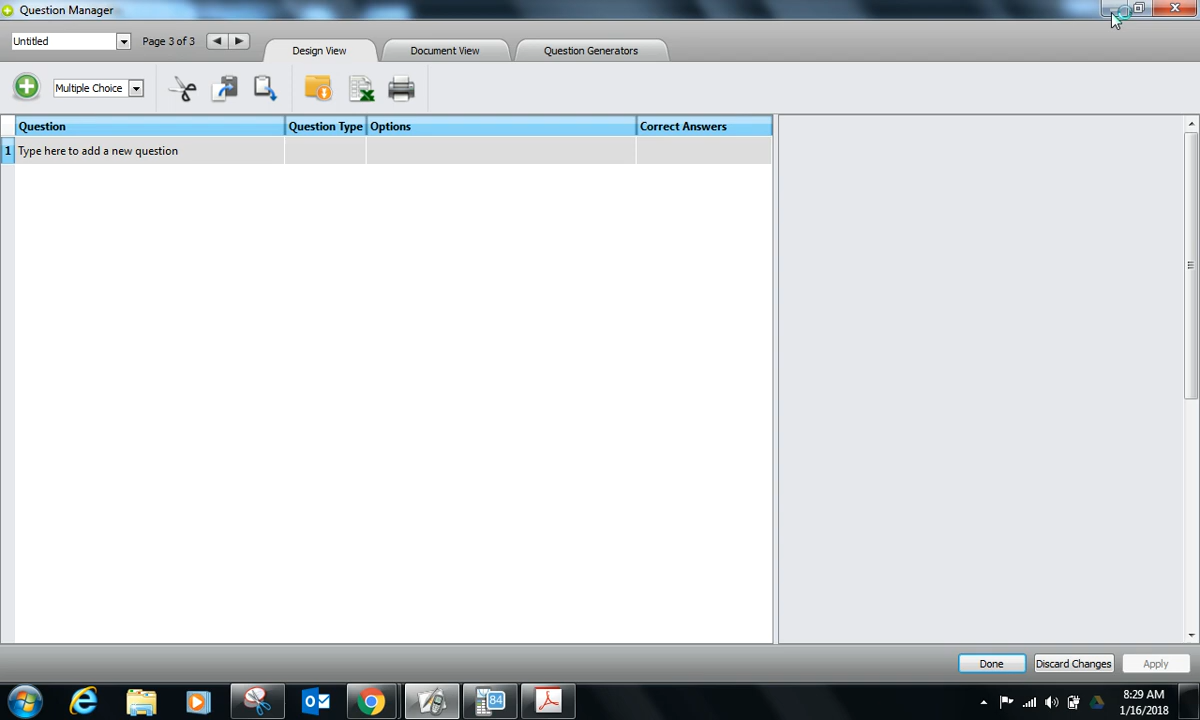 Question Manager
Untitled
Page 3 of 3
Design View
Document View
Question Generators
Multiple Choice
Question
Question Type
Options
Correct Answers
1
Type here to add a new question
Done
Discard Changes
Apply
84
8:29 AM
1/16/2018